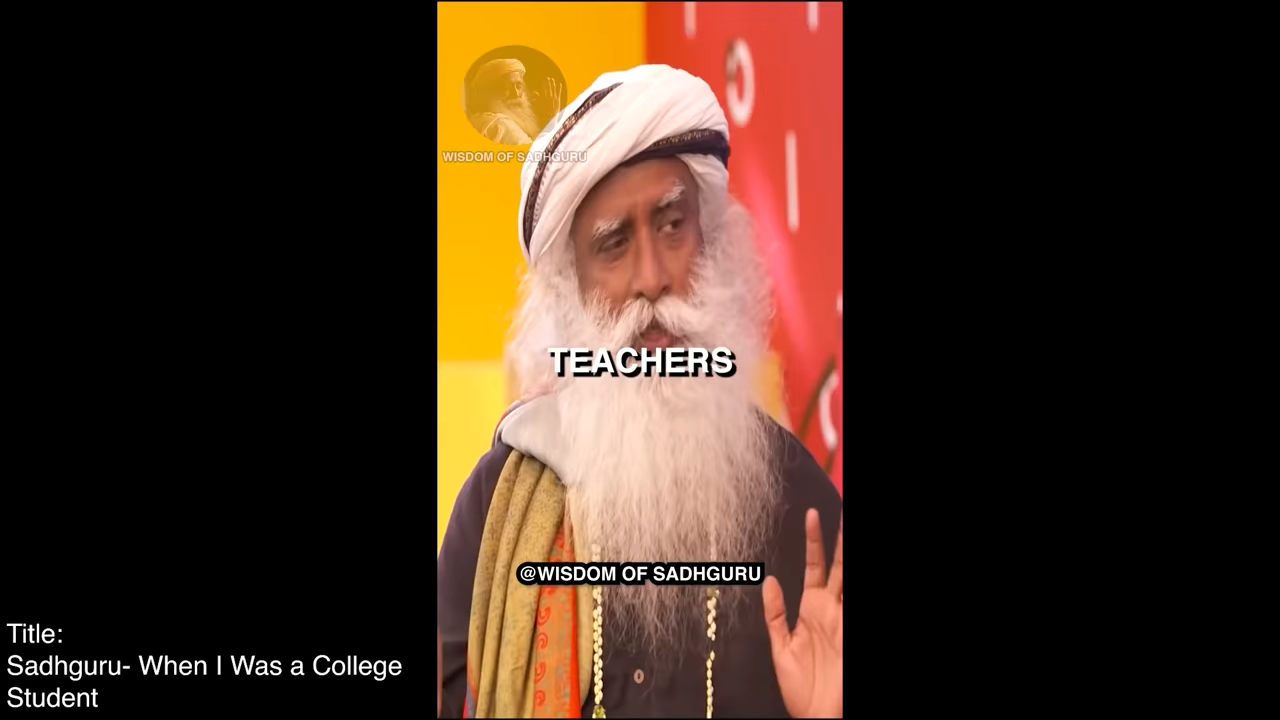 WISDOM OF SADHGURU
TEACHERS
@WISDOM OF SADHGURU
Title:
Sadhguru- When I Was a College
Student